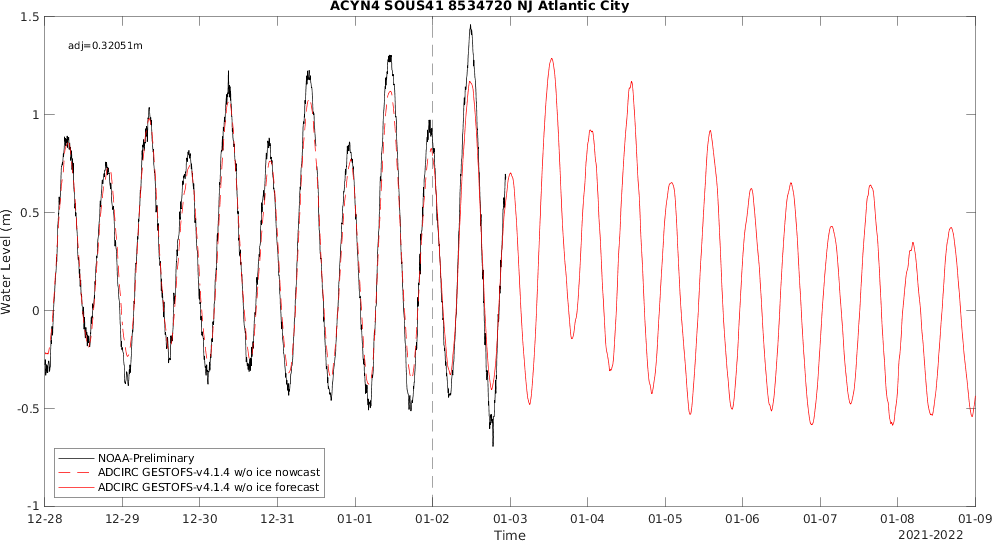 ACYN4 SOUS41 8534720 NJ Atlantic City
adj=0.32051m
1.5
1
0.5
0
-0.5
-1
Water Level (m)
NOAA-Preliminary
ADCIRC GESTOFS-v4.1.4 w/o ice nowcast
ADCIRC GESTOFS-v4.1.4 w/o ice forecast
12-28 12-29 12-30 12-31 01-01 01-02 01-03 01-04 01-05 01-06 01-07 01-08 01-09
Time
2021-2022